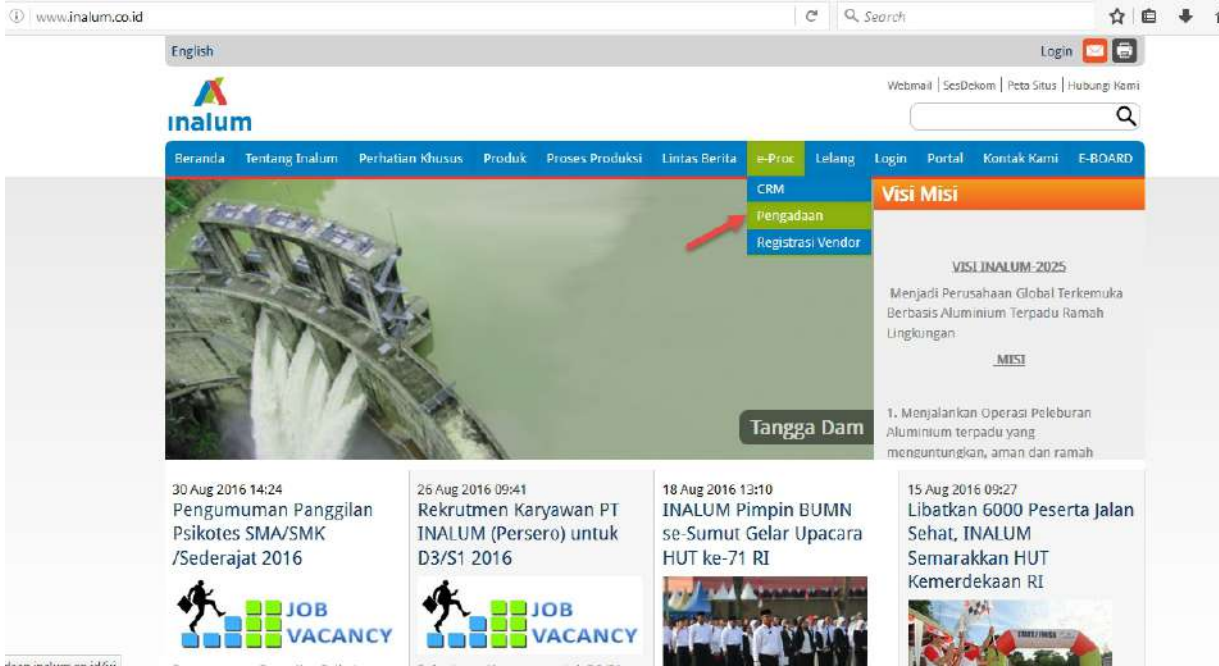 www.inalum.co.id
Search
English
Login
Webmail | SesDekom | Peta Situs | Hubungi Kami
inalum
Beranda Tentang Inalum Perhatian Khusus Produk Proses Produksi Lintas Berita e-Proc Lelang Login Portal Kontak Kami E-BOARD
CRM
Pengadaan
Registrasi Vendor
Visi Misi
VISI INALUM-2025
Menjadi Perusahaan Global Terkemuka
Berbasis Aluminium Terpadu Ramah
Lingkungan
MISI
1. Menjalankan Operasi Peleburan
Aluminium terpadu yang
menguntungkan, aman dan ramah
Tangga Dam
30 Aug 2016 14:24
Pengumuman Panggilan
Psikotes SMA/SMK
/Sederajat 2016
JOB
VACANCY
26 Aug 2016 09:41
Rekrutmen Karyawan PT
INALUM (Persero) untuk
D3/S1 2016
JOB
VACANCY
18 Aug 2016 13:10
INALUM Pimpin BUMN
se-Sumut Gelar Upacara
HUT ke-71 RI
15 Aug 2016 09:27
Libatkan 6000 Peserta Jalan
Sehat, INALUM
Semarakkan HUT
Kemerdekaan RI